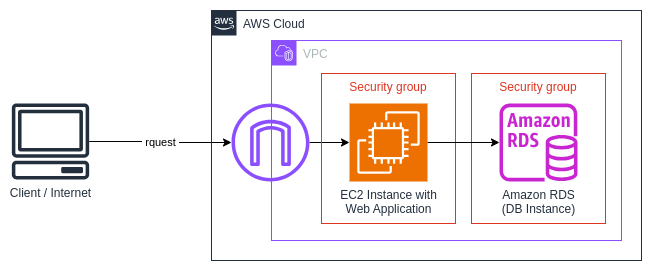 aws
AWS Cloud
VPC
Security group
Security group
rquest
Amazon
RDS
Client / Internet
EC2 Instance with
Web Application
Amazon RDS
(DB Instance)